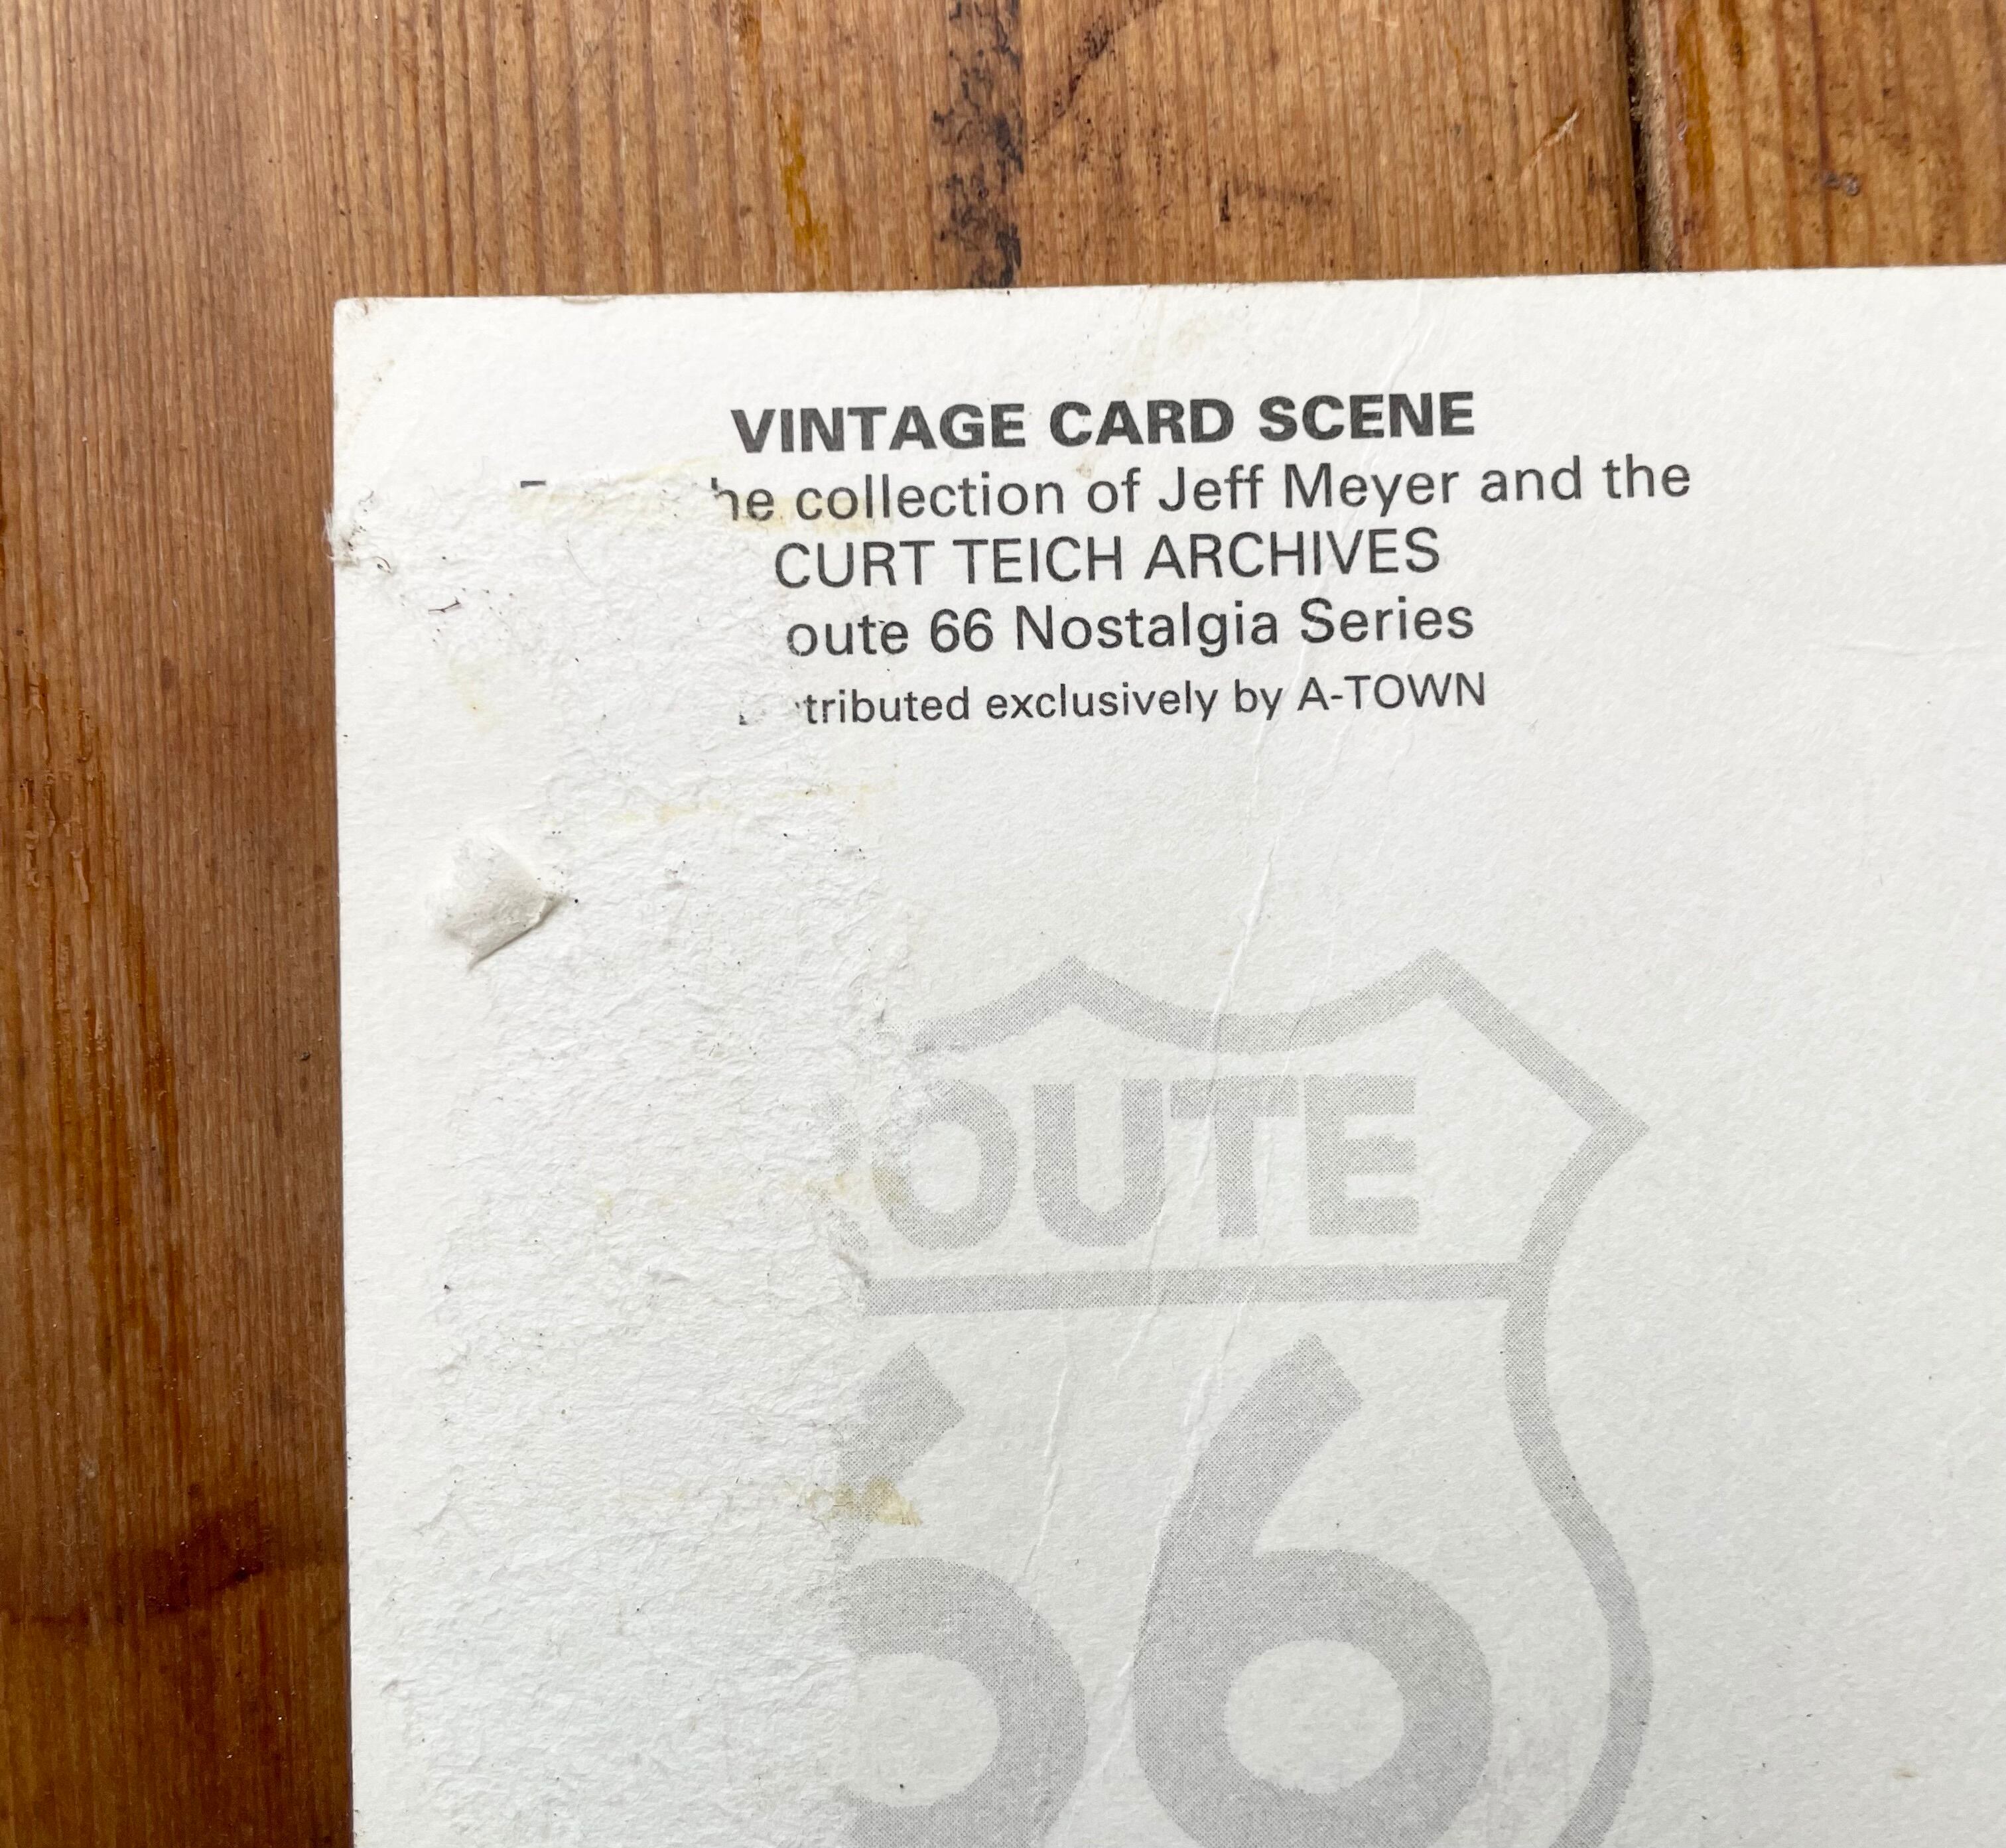 VINTAGE CARD SCENE
he collection of Jeff Meyer and the
CURT TEICH ARCHIVES
oute 66 Nostalgia Series
tributed exclusively by A-TOWN
OUTE
66